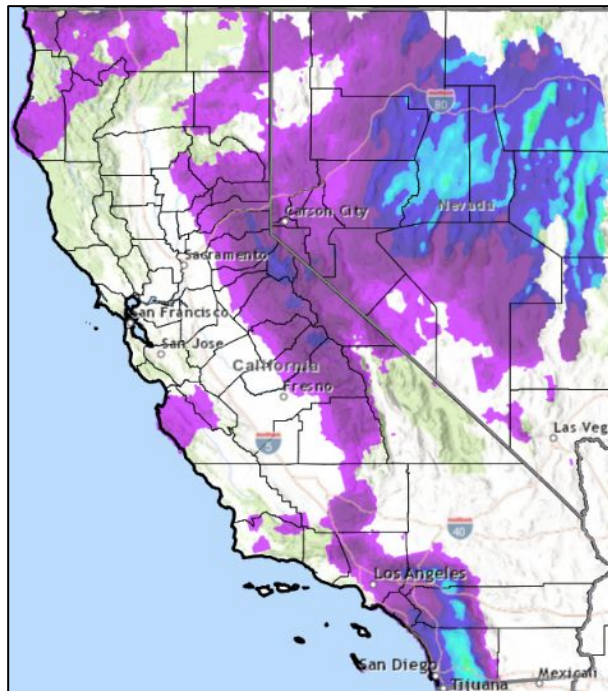 80
Nevada
Carson City
Sacramento
San Francisco
San Jose
California
Fresno
Las Veg
5
40
Los Angeles
San Diego
Tijuana
Mexicali